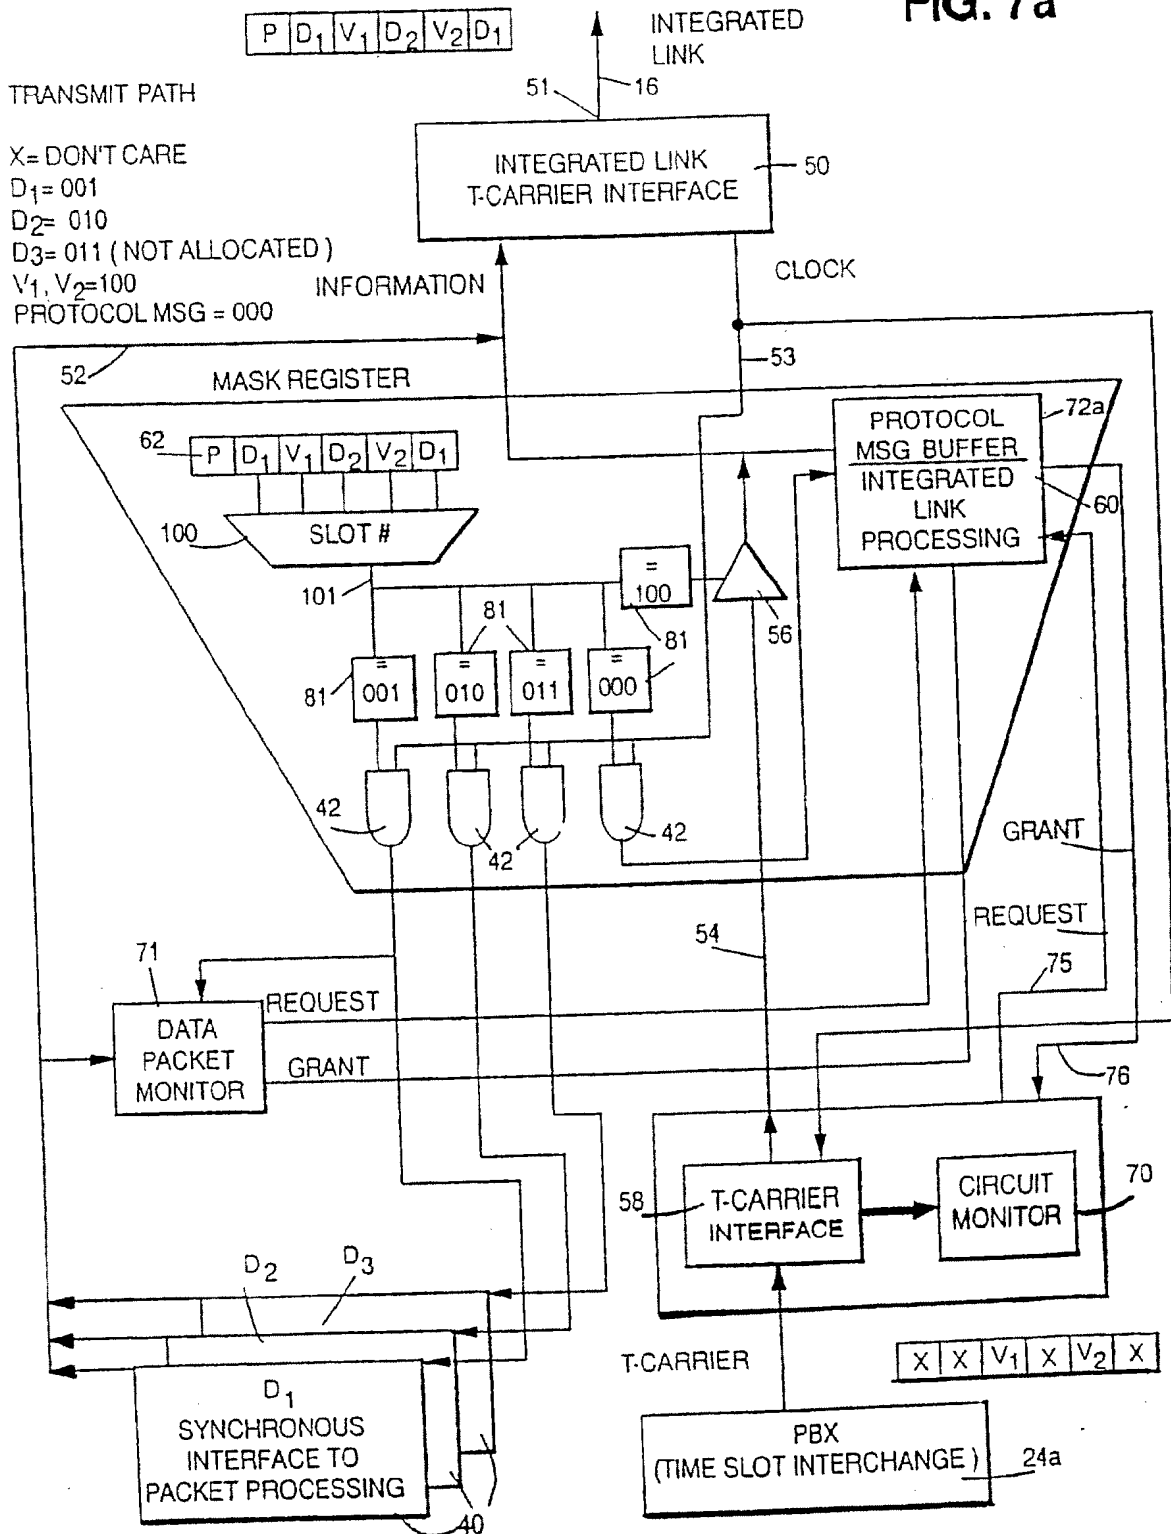 FIG. 7a
P D1 V1 D2 V2 D1
INTEGRATED
LINK
TRANSMIT PATH
51
16
X= DON'T CARE
D1= 001
D2= 010
D3= 011 ( NOT ALLOCATED )
V1, V2=100
PROTOCOL MSG = 000
INTEGRATED LINK
T-CARRIER INTERFACE
50
INFORMATION
CLOCK
52
53
MASK REGISTER
62
P D1 V1 D2 V2 D1
PROTOCOL
MSG BUFFER
INTEGRATED
LINK
PROCESSING
72a
60
100
SLOT #
101
=
100
56
81
81
81
81
=
001
=
010
=
011
=
000
42
42
42
GRANT
REQUEST
54
75
71
DATA
PACKET
MONITOR
REQUEST
GRANT
76
58
T-CARRIER
INTERFACE
CIRCUIT
MONITOR
70
D2
D3
T-CARRIER
X X V1 X V2 X
D1
SYNCHRONOUS
INTERFACE TO
PACKET PROCESSING
40
PBX
(TIME SLOT INTERCHANGE )
24a